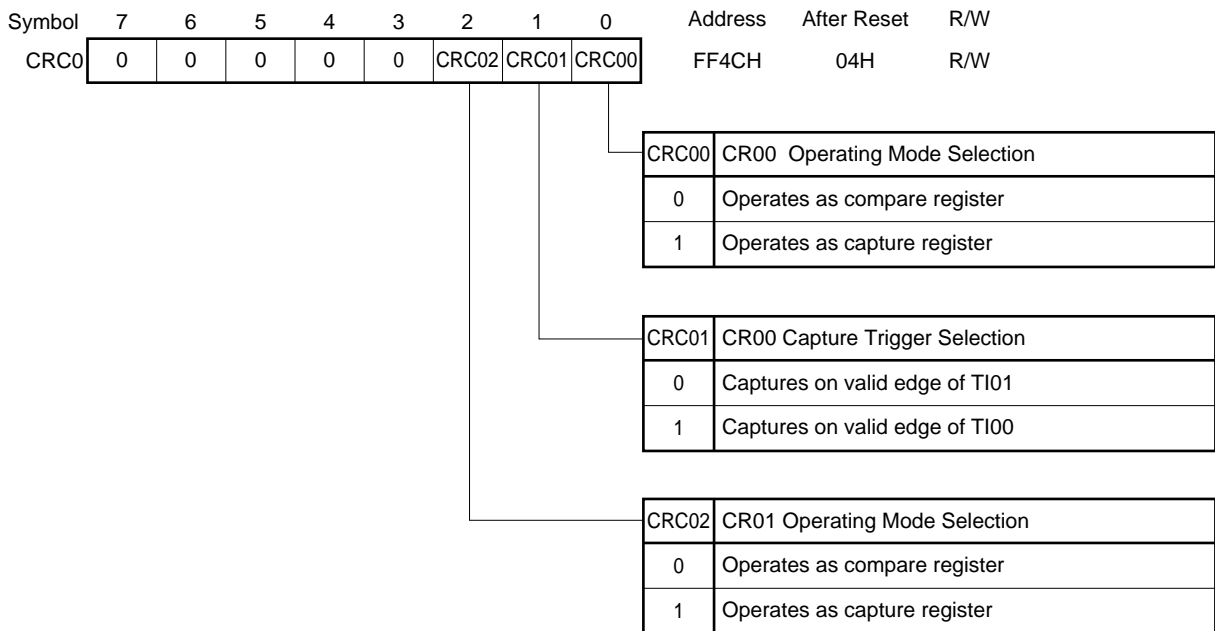 Symbol 7 6 5 4 3 2 1 0 Address After Reset R/W
CRC0 0 0 0 0 0 CRC02 CRC01 CRC00 FF4CH 04H R/W
CRC00 CR00 Operating Mode Selection
0 Operates as compare register
1 Operates as capture register
CRC01 CR00 Capture Trigger Selection
0 Captures on valid edge of TI01
1 Captures on valid edge of TI00
CRC02 CR01 Operating Mode Selection
0 Operates as compare register
1 Operates as capture register